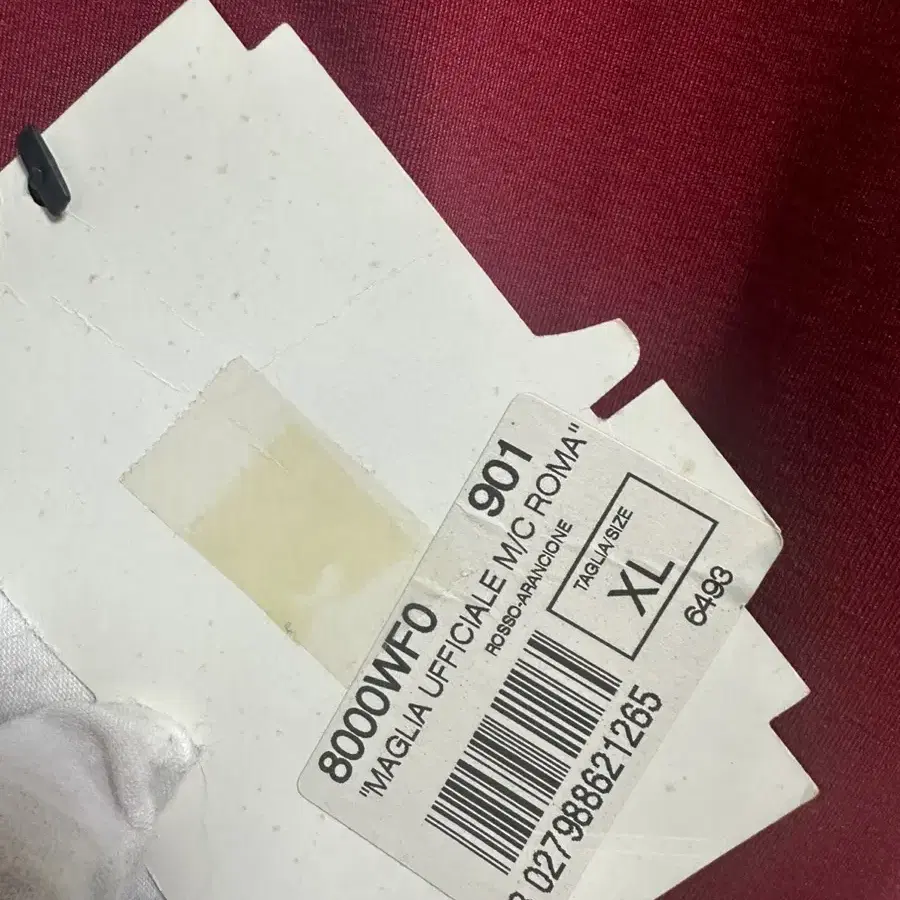 8000WF0 901
"MAGLIA UFFICIALE M/C ROMA"
ROSSO-ARANCIONE
TAGLIA/SIZE
XL
6493
027988621265